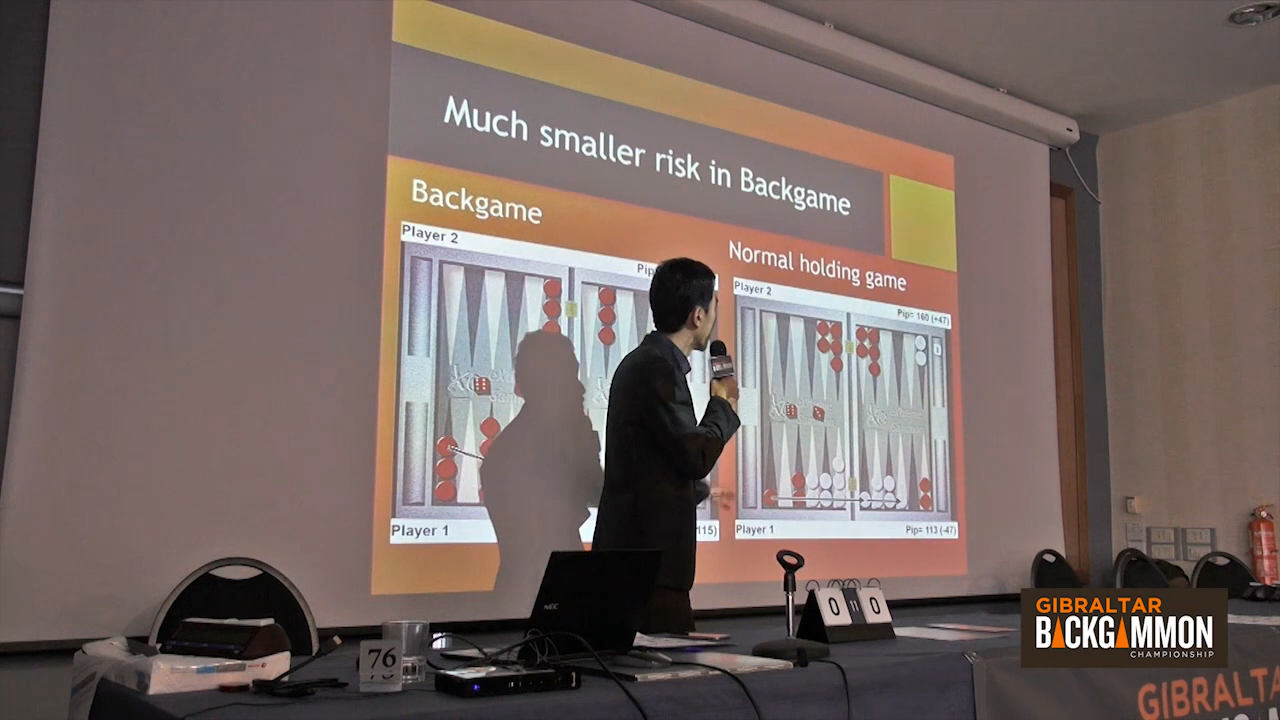 Much smaller risk in Backgame
Backgame
Normal holding game
Player 2
Pip
Player 2
Pip= 160 (+47)
Player 1
115)
Player 1
Pip= 113 (-47)
NEC
76
0 0
GIBRALTAR
BACKGAMMON
CHAMPIONSHIP
GIBRALTA